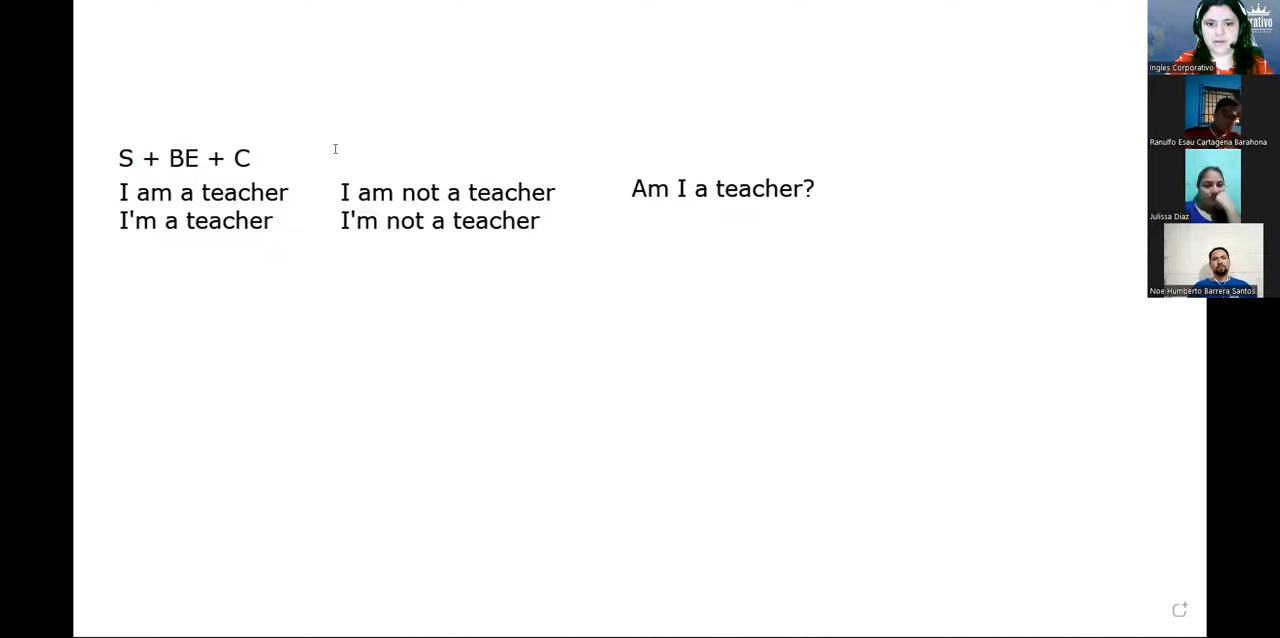 S + BE + C
I am a teacher
I'm a teacher
I am not a teacher
I'm not a teacher
Am I a teacher?
rativo
Ingles Corporativo
Ranulfo Esau Cartagena Barahona
Julissa Diaz
Noe Humberto Barrera Santos